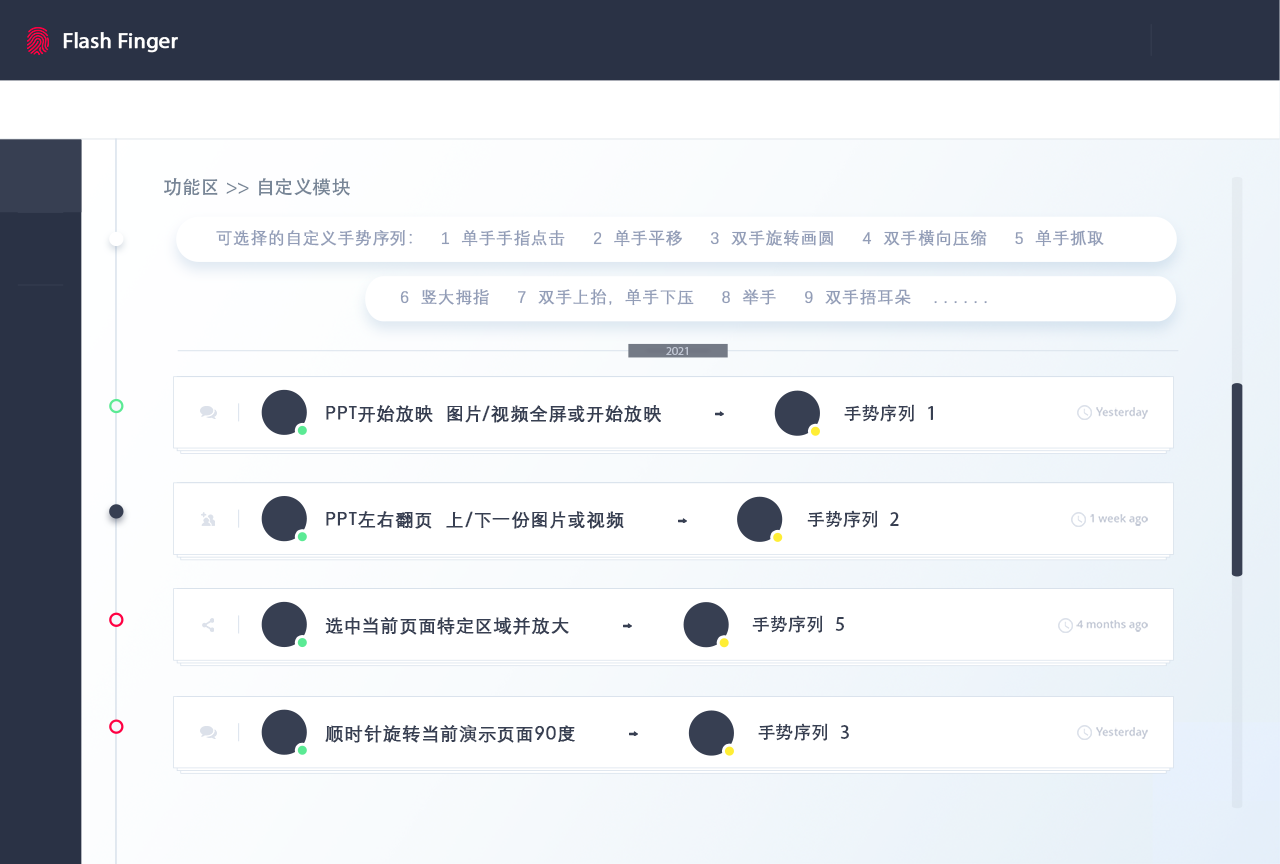 Flash Finger
功能区 >> 自定义模块
可选择的自定义手势序列： 1 单手手指点击 2 单手平移 3 双手旋转画圆 4 双手横向压缩 5 单手抓取
6 竖大拇指 7 双手上抬，单手下压 8 举手 9 双手捂耳朵 ......
2021
PPT开始放映 图片/视频全屏或开始放映 手势序列 1 Yesterday
PPT左右翻页 上/下一份图片或视频 手势序列 2 1 week ago
选中当前页面特定区域并放大 手势序列 5 4 months ago
顺时针旋转当前演示页面90度 手势序列 3 Yesterday